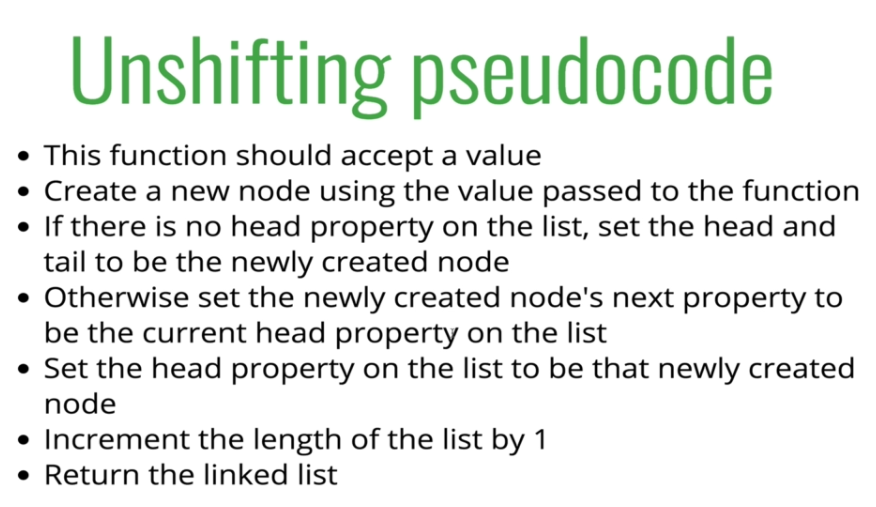 Unshifting pseudocode
• This function should accept a value
• Create a new node using the value passed to the function
• If there is no head property on the list, set the head and
tail to be the newly created node
• Otherwise set the newly created node's next property to
be the current head property on the list
• Set the head property on the list to be that newly created
node
• Increment the length of the list by 1
• Return the linked list